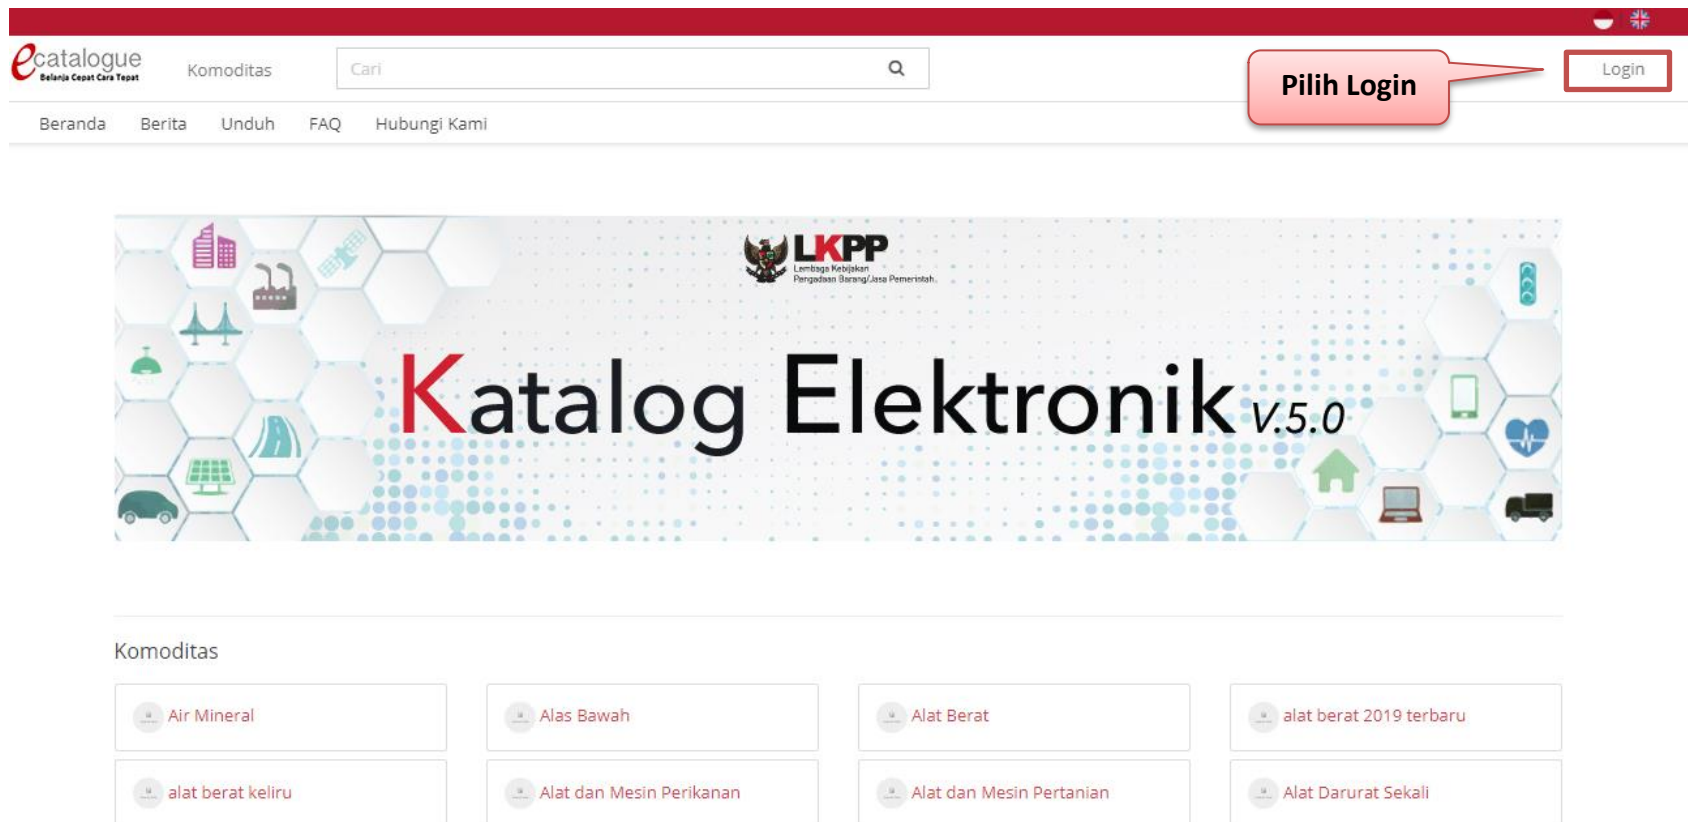 ecatalogue
Belanja Cepat Cara Tepat
Komoditas
Cari
Pilih Login
Login
Beranda Berita Unduh FAQ Hubungi Kami
LKPP
Lembaga Kebijakan
Pengadaan Barang/Jasa Pemerintah
Katalog Elektronik V.5.0
Komoditas
Air Mineral
Alas Bawah
Alat Berat
alat berat 2019 terbaru
alat berat keliru
Alat dan Mesin Perikanan
Alat dan Mesin Pertanian
Alat Darurat Sekali